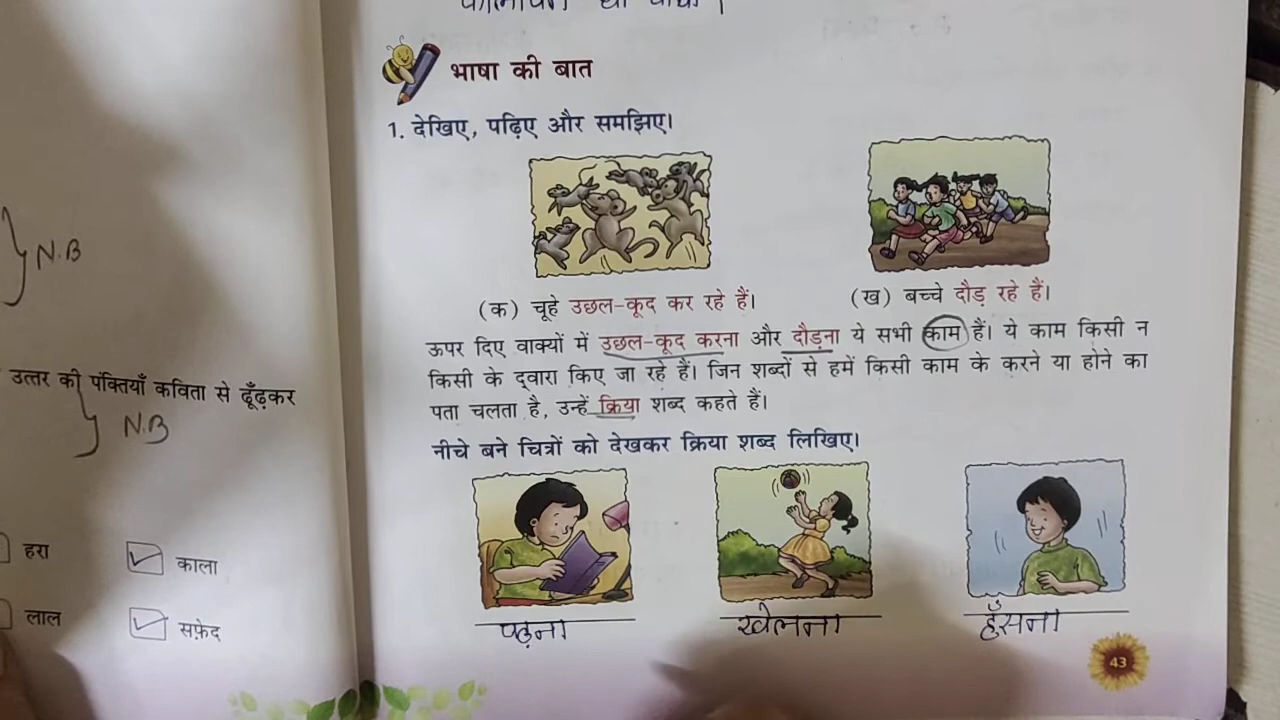 भाषा की बात
1. देखिए, पढ़िए और समझिए।
(क) चूहे उछल-कूद कर रहे हैं।
(ख) बच्चे दौड़ रहे हैं।
ऊपर दिए वाक्यों में उछल-कूद करना और दौड़ना ये सभी काम हैं। ये काम किसी न
किसी के द्वारा किए जा रहे हैं। जिन शब्दों से हमें किसी काम के करने या होने का
पता चलता है, उन्हें क्रिया शब्द कहते हैं।
नीचे बने चित्रों को देखकर क्रिया शब्द लिखिए।
पढ़ना
खेलना
हँसना
43
N.B
उत्तर की पंक्तियाँ कविता से ढूँढ़कर
N.B
हरा
काला
लाल
सफ़ेद